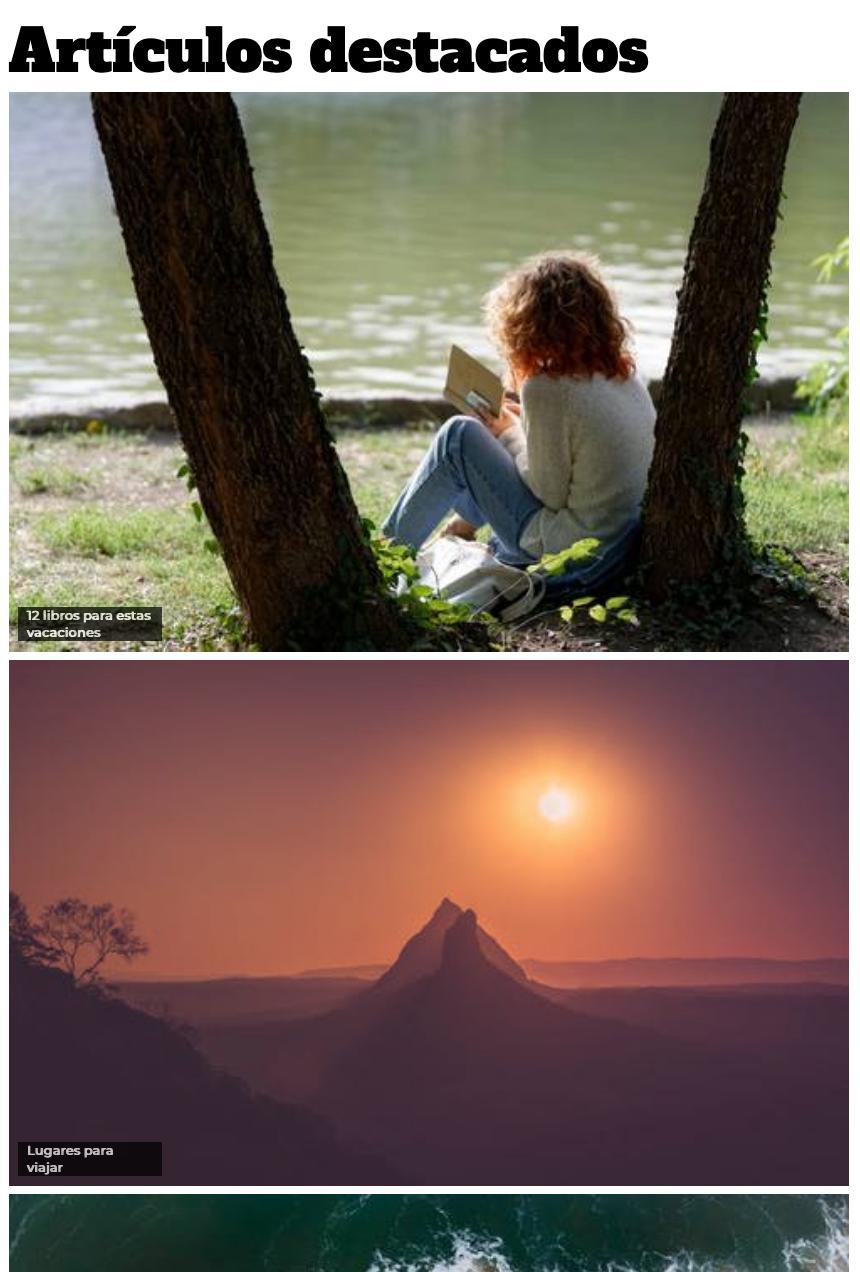 Artículos destacados
12 libros para estas
vacaciones
Lugares para
viajar